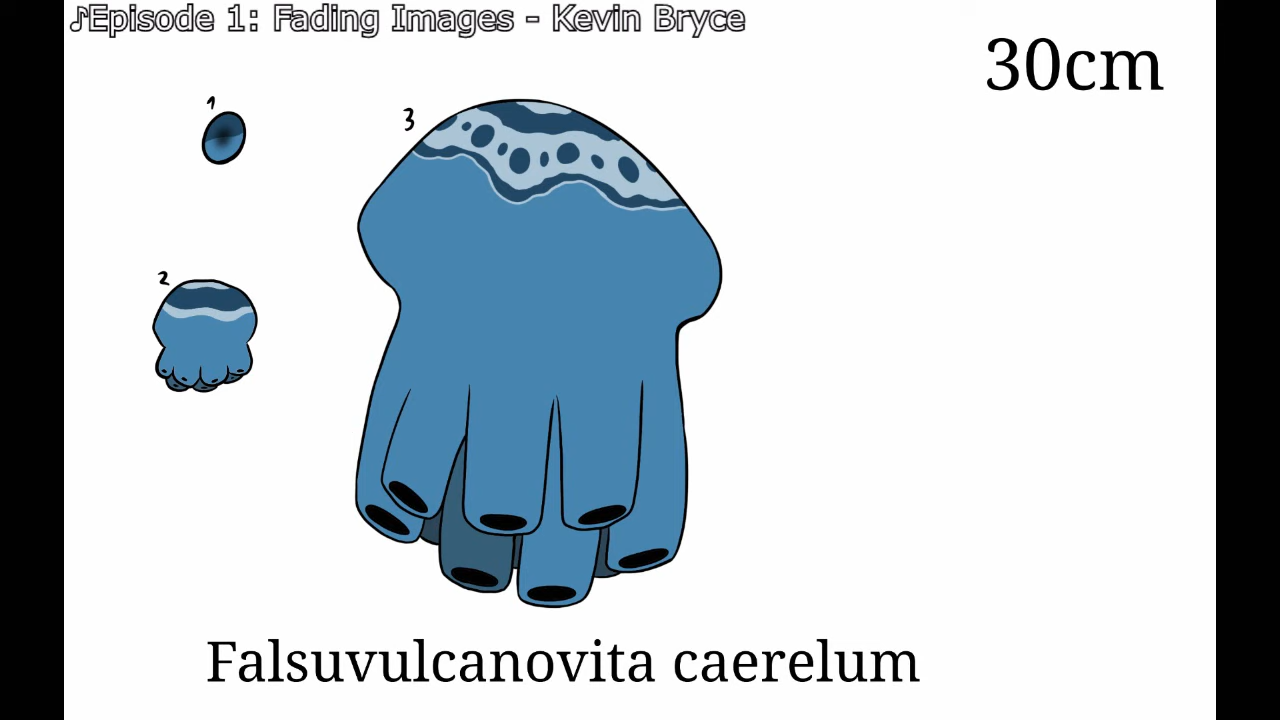 ♪Episode 1: Fading Images - Kevin Bryce
30cm
1
3
2
Falsuvulcanovita caerelum